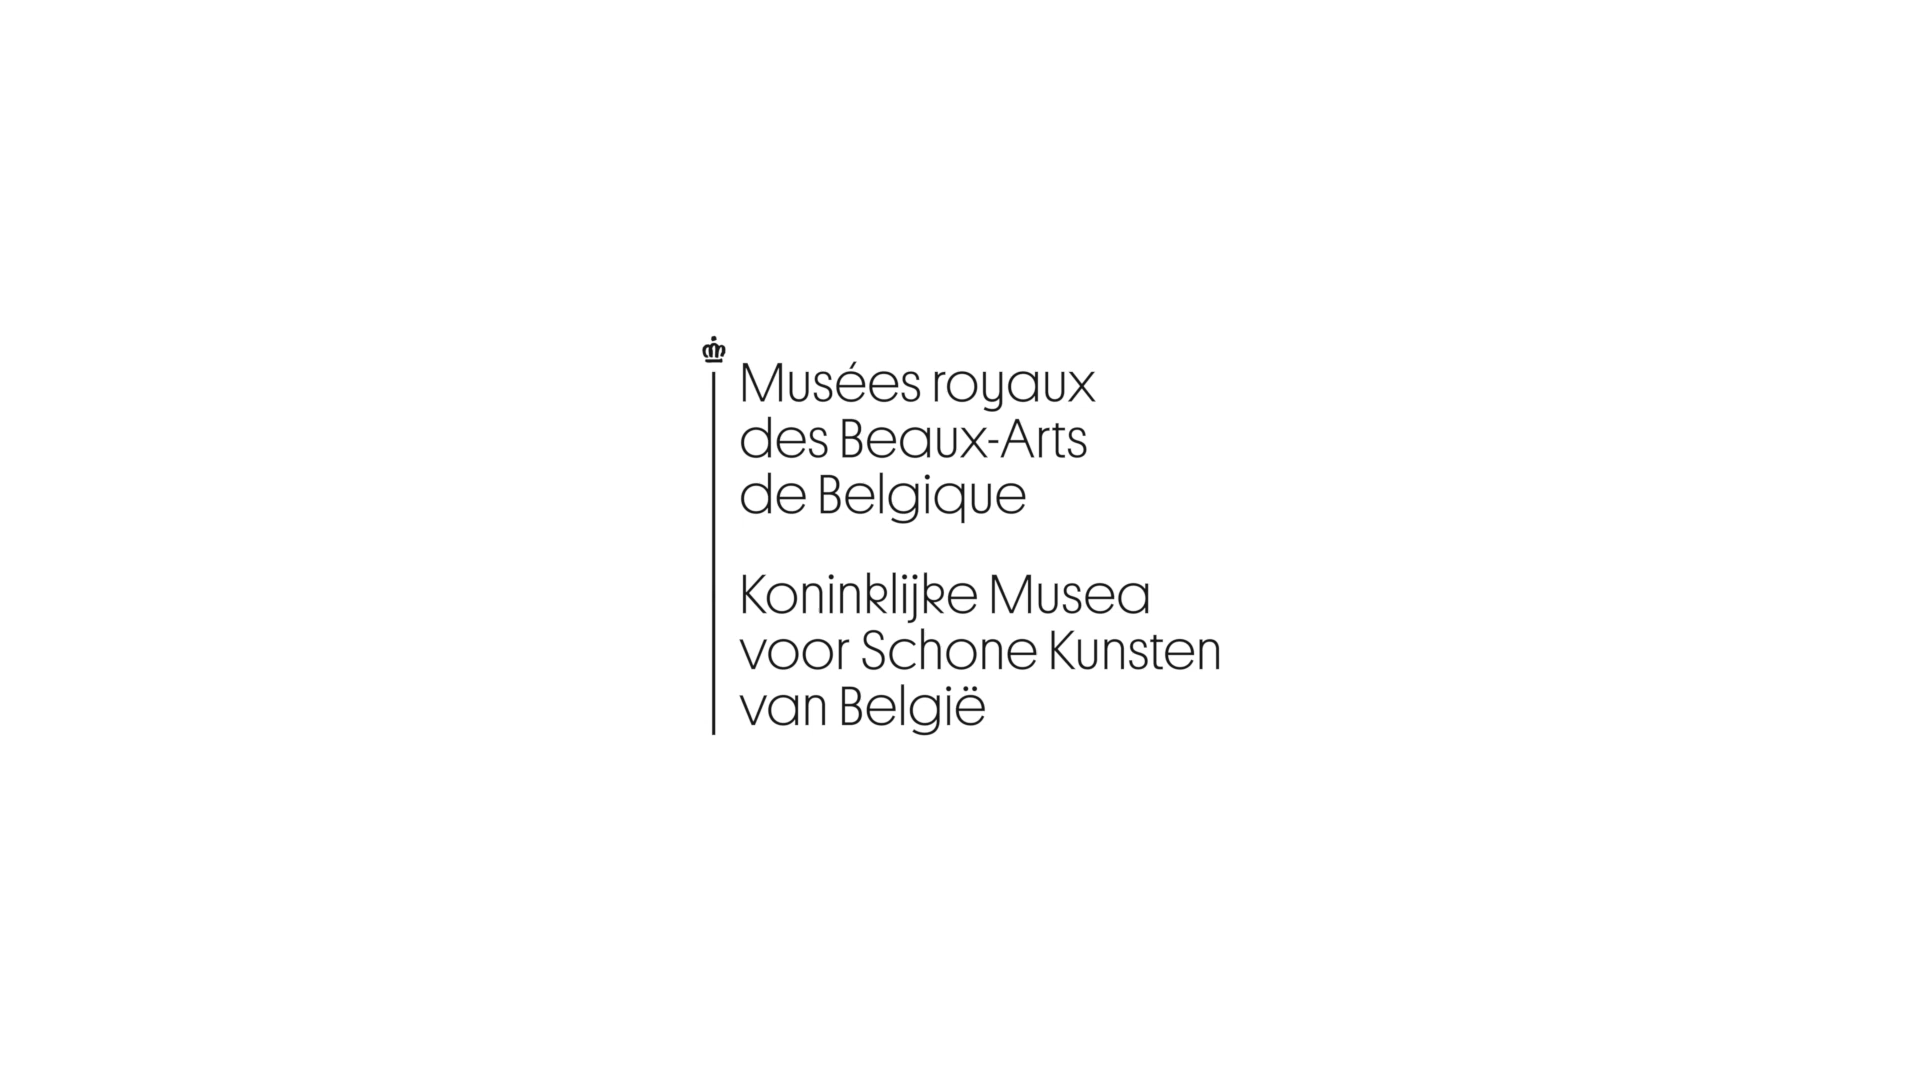 Musées royaux
des Beaux-Arts
de Belgique
Koninklijke Musea
voor Schone Kunsten
van België